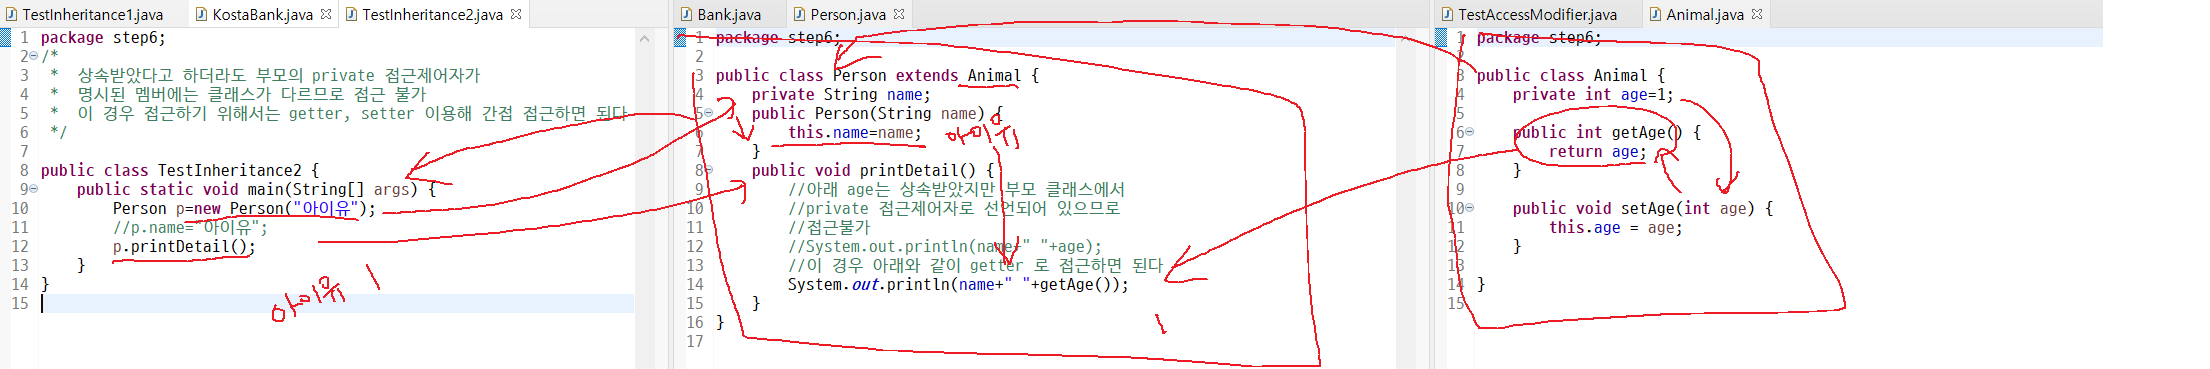 TestInheritance1.java KostaBank.java TestInheritance2.java
1 package step6;
2 /*
3 * 상속받았다고 하더라도 부모의 private 접근제어자가
4 * 명시된 멤버에는 클래스가 다르므로 접근 불가
5 * 이 경우 접근하기 위해서는 getter, setter 이용해 간접 접근하면 된다
6 */
7
8 public class TestInheritance2 {
9 public static void main(String[] args) {
10 Person p=new Person("아이유");
11 //p.name="아이유";
12 p.printDetail();
13 }
14 }
15
아이유 1
Bank.java Person.java
1 package step6;
2
3 public class Person extends Animal {
4 private String name;
5 public Person(String name) {
6 this.name=name;
아이유
7 }
8 public void printDetail() {
9 //아래 age는 상속받았지만 부모 클래스에서
10 //private 접근제어자로 선언되어 있으므로
11 //접근불가
12 //System.out.println(name+" "+age);
13 //이 경우 아래와 같이 getter 로 접근하면 된다
14 System.out.println(name+" "+getAge());
15 }
1
16 }
17
TestAccessModifier.java Animal.java
1 package step6;
2
3 public class Animal {
4 private int age=1;
5
6 public int getAge() {
7 return age;
8 }
9
10 public void setAge(int age) {
11 this.age = age;
12 }
13
14 }
15